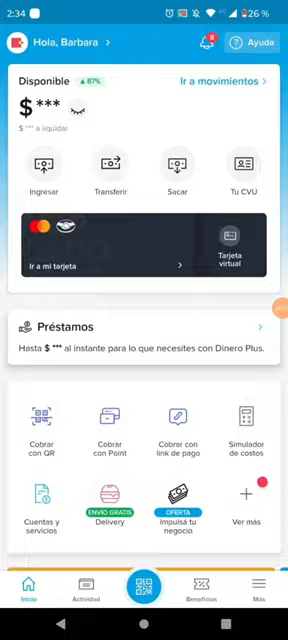 2:34
26 %
Hola, Barbara
8
Ayuda
Disponible
▲ 87%
Ir a movimientos
$ ***
$ *** a liquidar
Ingresar
Transferir
Sacar
Tu CVU
Ir a mi tarjeta
Tarjeta
virtual
Préstamos
Hasta $ *** al instante para lo que necesites con Dinero Plus.
Cobrar
con QR
Cobrar
con Point
Cobrar con
link de pago
Simulador
de costos
Cuentas y
servicios
ENVÍO GRATIS
Delivery
OFERTA
Impulsá tu
negocio
Ver más
Inicio
Actividad
Beneficios
Más